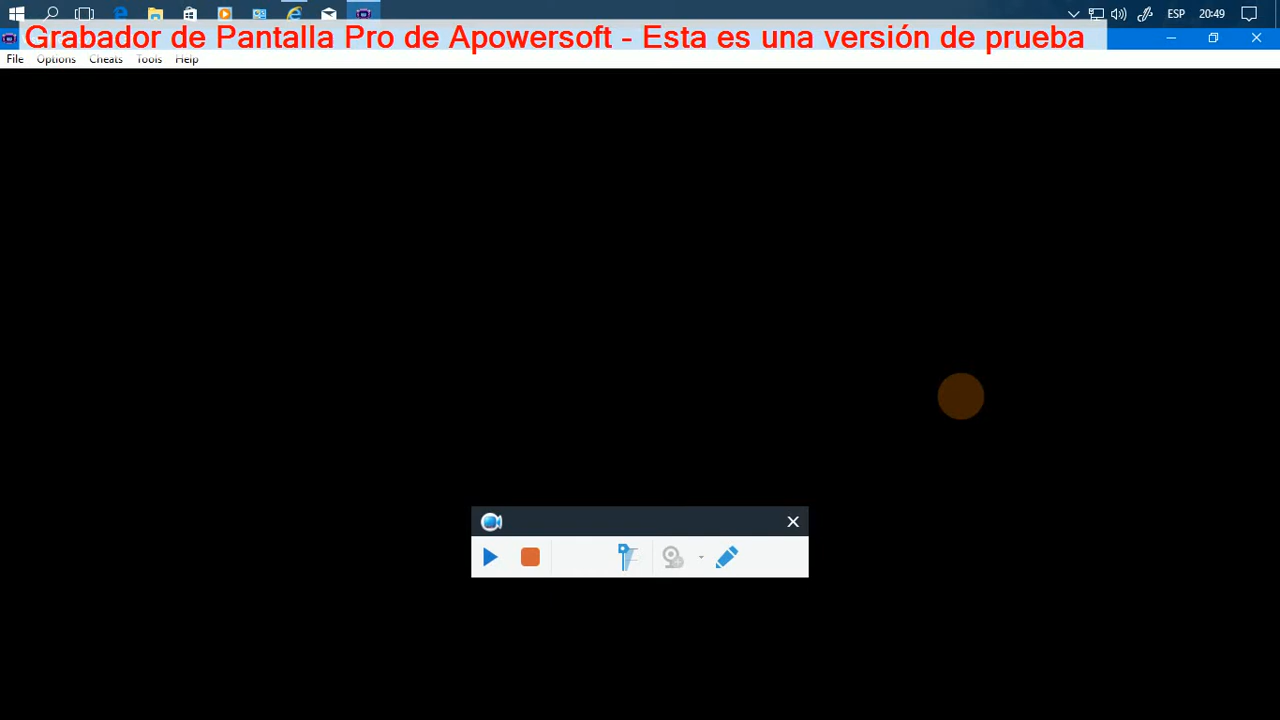 ESP 20:49
Grabador de Pantalla Pro de Apowersoft - Esta es una versión de prueba
File Options Cheats Tools Help